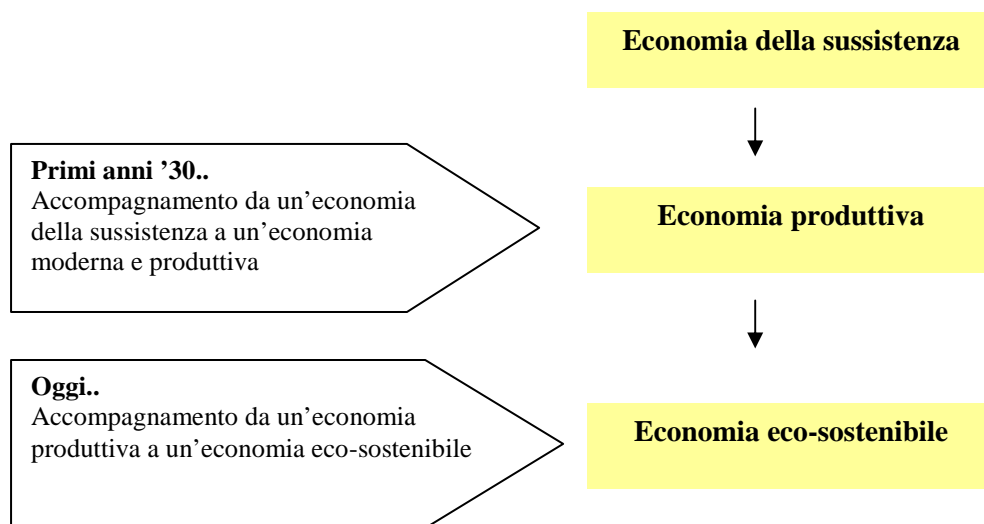 Economia della sussistenza
Primi anni ’30..
Accompagnamento da un’economia
della sussistenza a un’economia
moderna e produttiva
Economia produttiva
Oggi..
Accompagnamento da un’economia
produttiva a un’economia eco-sostenibile
Economia eco-sostenibile